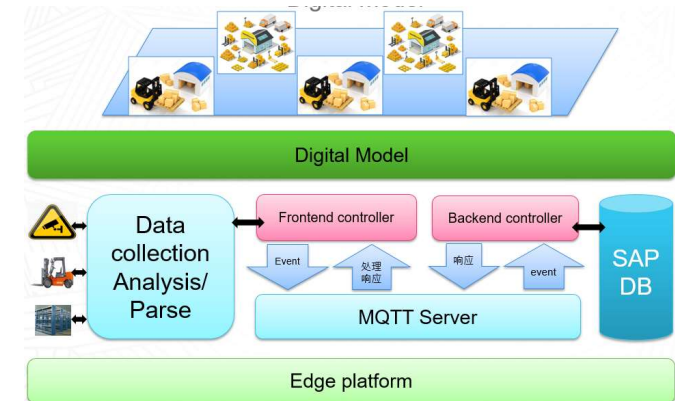 Digital Model
Data
collection
Analysis/
Parse
Frontend controller
Backend controller
Event
处理
响应
响应
event
SAP
DB
MQTT Server
Edge platform